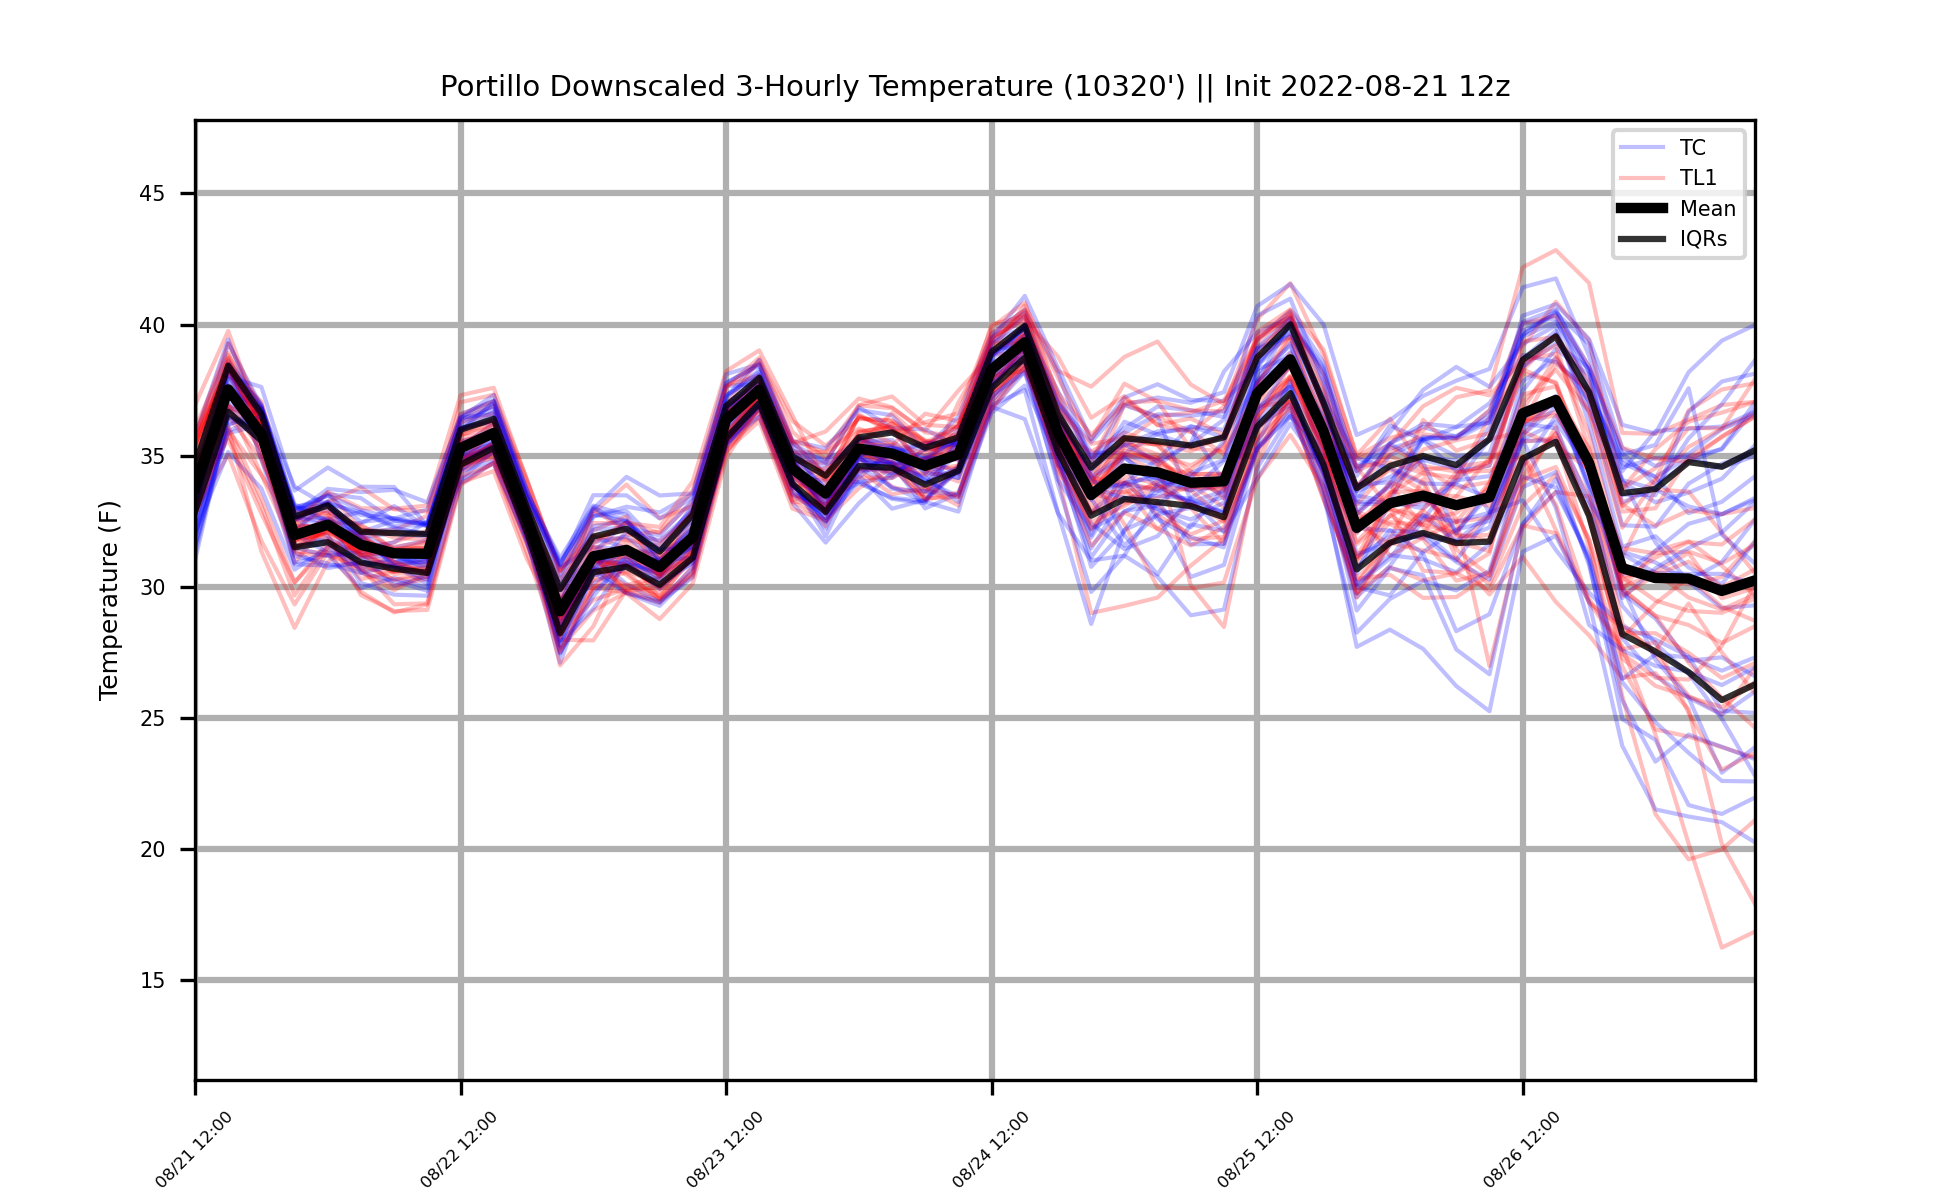 Portillo Downscaled 3-Hourly Temperature (10320') || Init 2022-08-21 12z
TC
TL1
Mean
IQRs
Temperature (F)
45
40
35
30
25
20
15
08/21 12:00
08/22 12:00
08/23 12:00
08/24 12:00
08/25 12:00
08/26 12:00